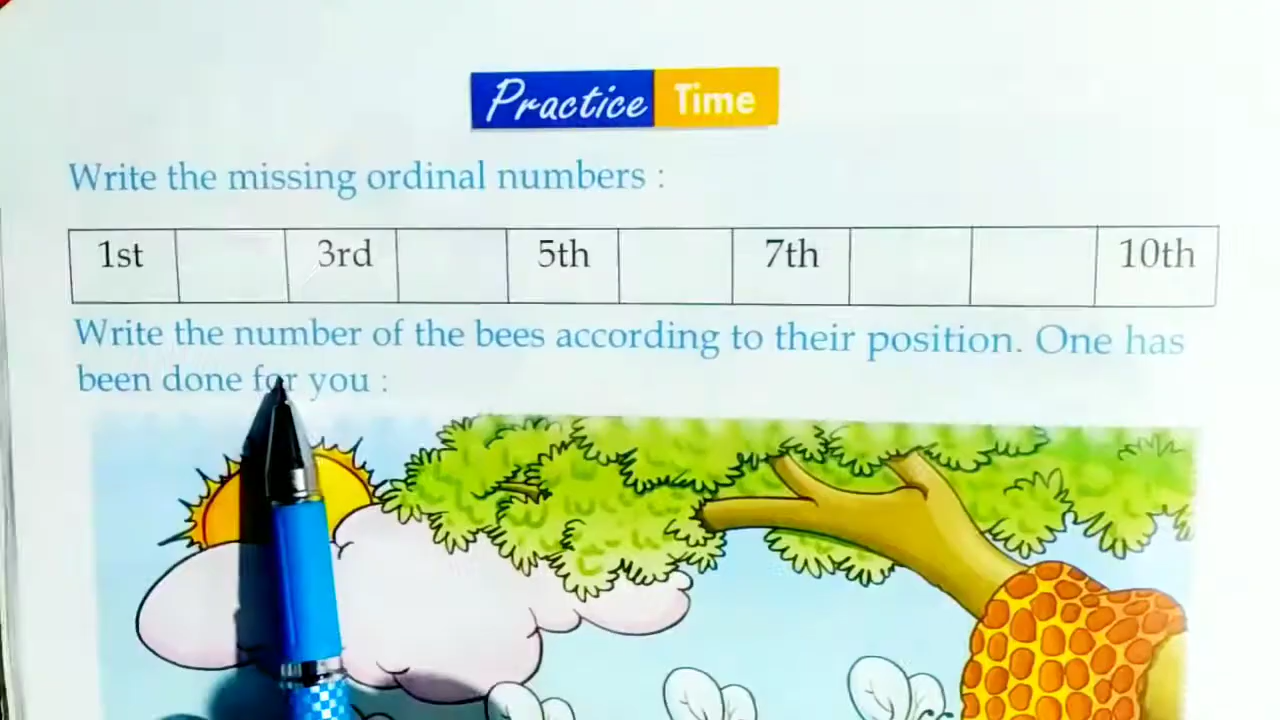 Practice Time
Write the missing ordinal numbers :
1st 3rd 5th 7th 10th
Write the number of the bees according to their position. One has
been done for you :